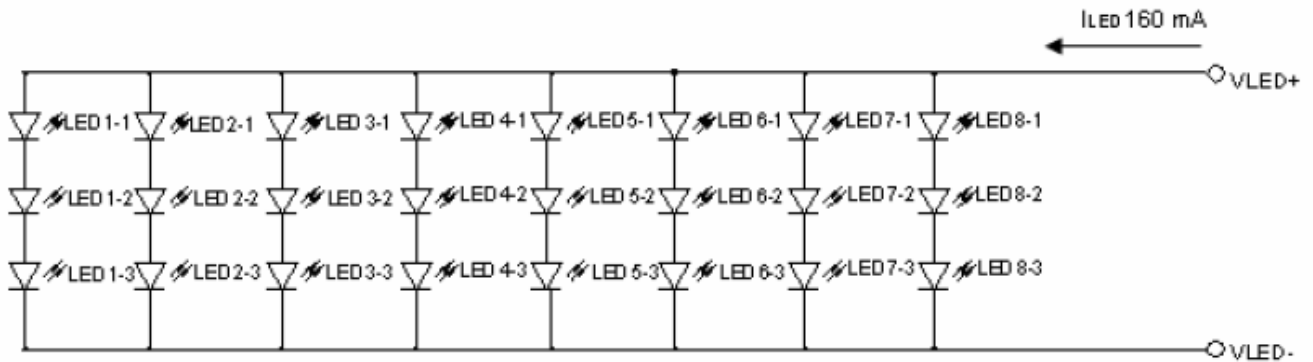 ILED 160 mA
VLED+
LED 1-1 LED 2-1 LED 3-1 LED 4-1 LED 5-1 LED 6-1 LED 7-1 LED 8-1
LED 1-2 LED 2-2 LED 3-2 LED 4-2 LED 5-2 LED 6-2 LED 7-2 LED 8-2
LED 1-3 LED 2-3 LED 3-3 LED 4-3 LED 5-3 LED 6-3 LED 7-3 LED 8-3
VLED-